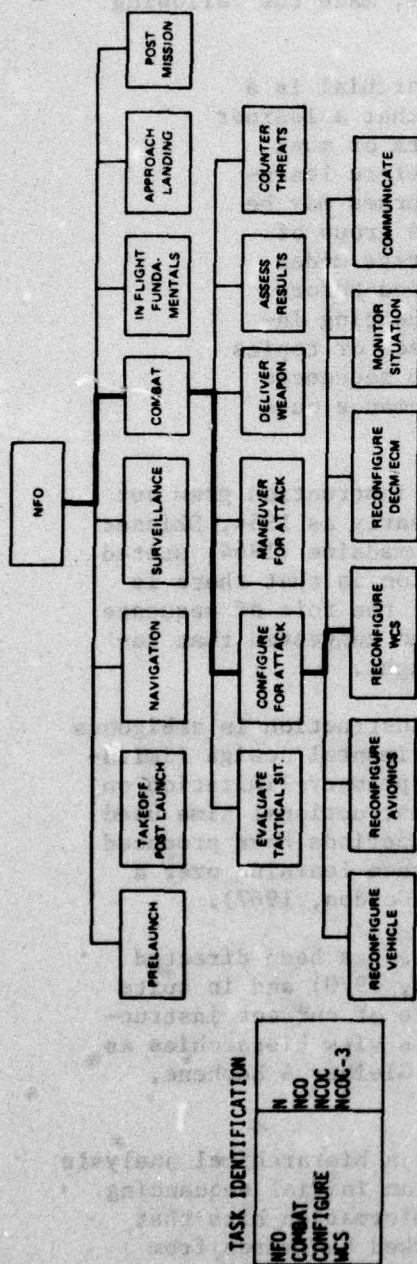 NFO
PRELAUNCH
TAKEOFF/
POST LAUNCH
NAVIGATION
SURVEILLANCE
COMBAT
IN FLIGHT
FUNDA-
MENTALS
APPROACH
LANDING
POST
MISSION
EVALUATE
TACTICAL SIT.
CONFIGURE
FOR ATTACK
MANEUVER
FOR ATTACK
DELIVER
WEAPON
ASSESS
RESULTS
COUNTER
THREATS
RECONFIGURE
VEHICLE
RECONFIGURE
AVIONICS
RECONFIGURE
WCS
RECONFIGURE
DECM/ECM
MONITOR
SITUATION
COMMUNICATE
TASK IDENTIFICATION
NFO N
COMBAT NCO
CONFIGURE NCOC
WCS NCOC-3